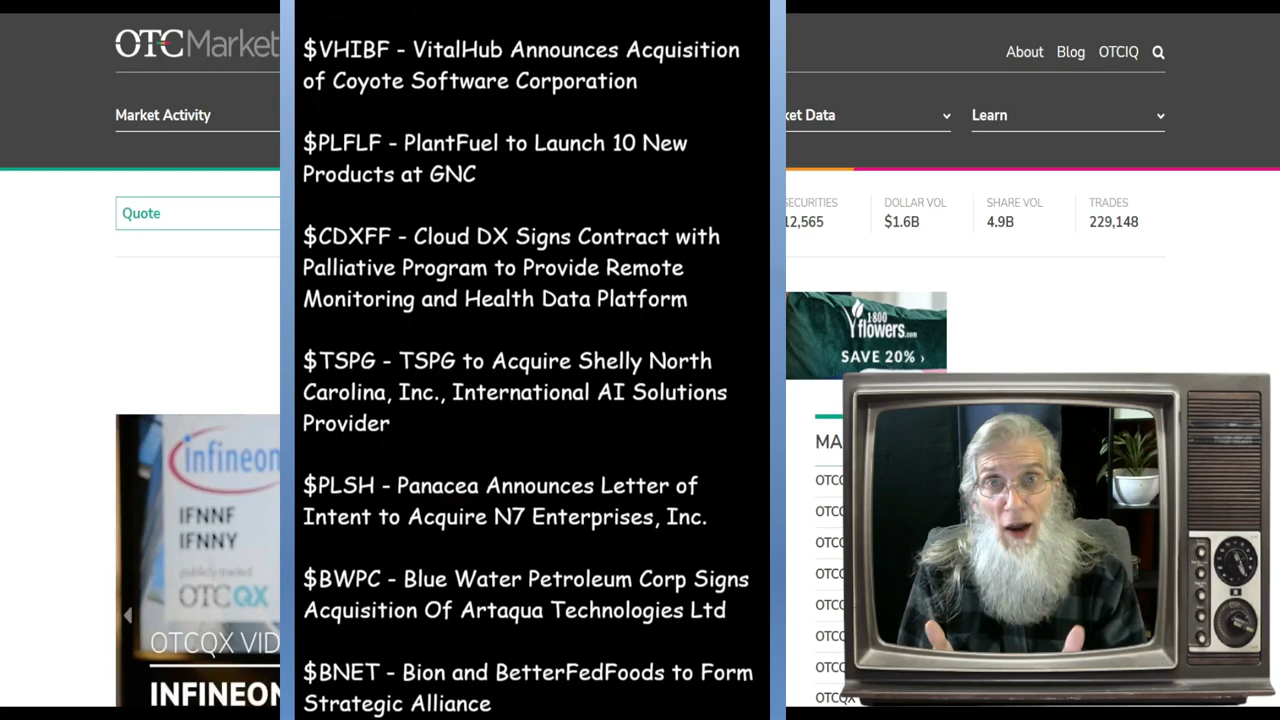 OTCMarket
About Blog OTCIQ
Market Activity
ket Data
Learn
Quote
SECURITIES
12,565
DOLLAR VOL
$1.6B
SHARE VOL
4.9B
TRADES
229,148
$VHIBF - VitalHub Announces Acquisition
of Coyote Software Corporation
$PLFLF - PlantFuel to Launch 10 New
Products at GNC
$CDXFF - Cloud DX Signs Contract with
Palliative Program to Provide Remote
Monitoring and Health Data Platform
$TSPG - TSPG to Acquire Shelly North
Carolina, Inc., International AI Solutions
Provider
$PLSH - Panacea Announces Letter of
Intent to Acquire N7 Enterprises, Inc.
$BWPC - Blue Water Petroleum Corp Signs
Acquisition Of Artaqua Technologies Ltd
$BNET - Bion and BetterFedFoods to Form
Strategic Alliance
1·800
flowers.com
SAVE 20% ›
infineon
IFNNF
IFNNY
publicly traded
OTCQX
OTCQX VID
INFINEON
MA
OTC
OTC
OTC
OTC
OTC
OTC
OTC
OTCQX